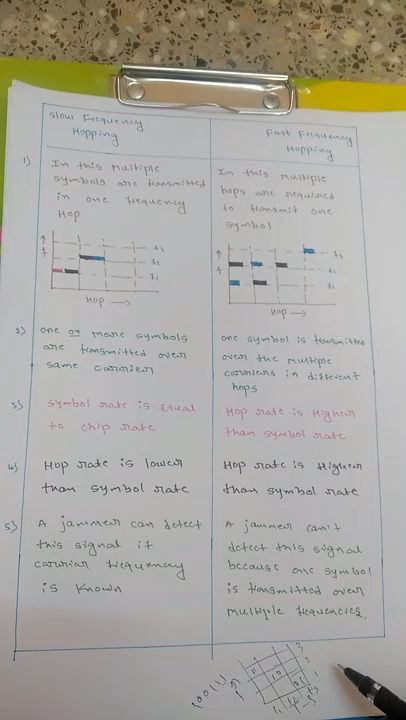 Slow Frequency
Hopping
Fast Frequency
Hopping
1)
In this multiple
symbols are transmitted
in one frequency
Hop
In this multiple
hops are required
to transmit one
symbol
f
f3
f2
f1
Hop →
f
f3
f2
f1
Hop →
2)
one or more symbols
are transmitted over
same carrier
one symbol is transmitted
over the multiple
carriers in different
hops
3)
Symbol rate is Equal
to chip rate
Hop rate is Higher
than symbol rate
4)
Hop rate is lower
than symbol rate
Hop rate is Higher
than symbol rate
5)
A jammer can detect
this signal if
carrier frequency
is known
A jammer can't
detect this signal
because one symbol
is transmitted over
multiple frequencies.
3
2
1